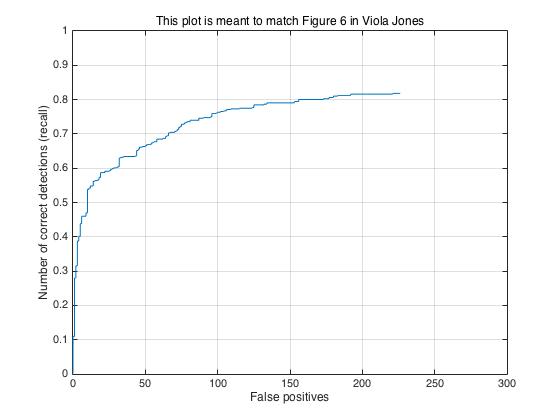 This plot is meant to match Figure 6 in Viola Jones
1
0.9
0.8
0.7
0.6
0.5
0.4
0.3
0.2
0.1
0
Number of correct detections (recall)
0 50 100 150 200 250 300
False positives